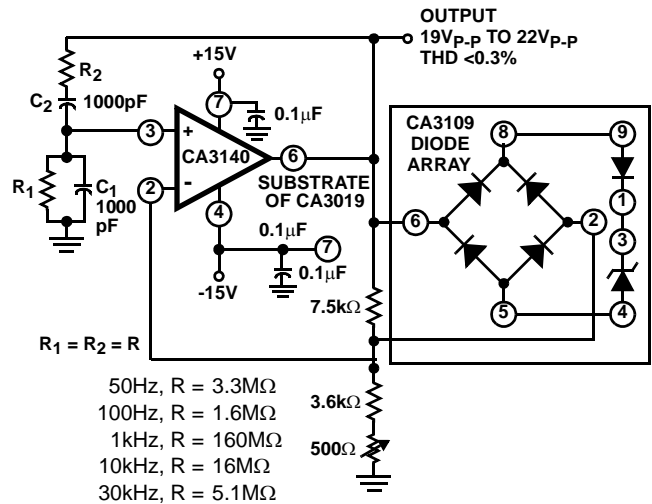 OUTPUT
19VP-P TO 22VP-P
THD <0.3%
+15V
R2
C2 1000pF
7
0.1μF
CA3109
DIODE
ARRAY
8
9
3
+
CA3140
6
SUBSTRATE
OF CA3019
R1
C1
1000
pF
2
-
4
0.1μF
7
0.1μF
-15V
6
2
1
3
5
4
7.5kΩ
R1 = R2 = R
3.6kΩ
500Ω
50Hz, R = 3.3MΩ
100Hz, R = 1.6MΩ
1kHz, R = 160MΩ
10kHz, R = 16MΩ
30kHz, R = 5.1MΩ